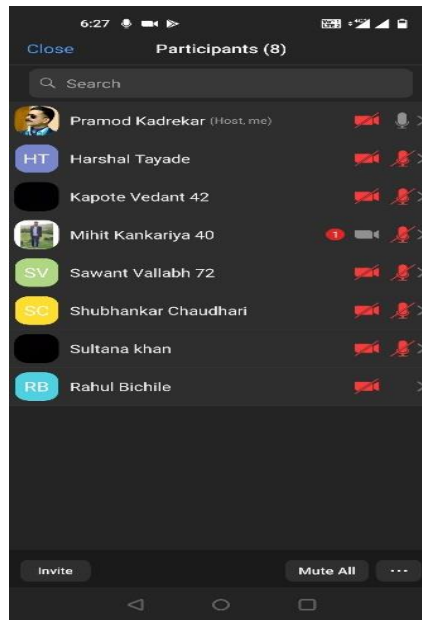 6:27
Close Participants (8)
Search
Pramod Kadrekar (Host, me)
HT Harshal Tayade
Kapote Vedant 42
Mihit Kankariya 40 1
SV Sawant Vallabh 72
SC Shubhankar Chaudhari
Sultana khan
RB Rahul Bichile
Invite Mute All ...